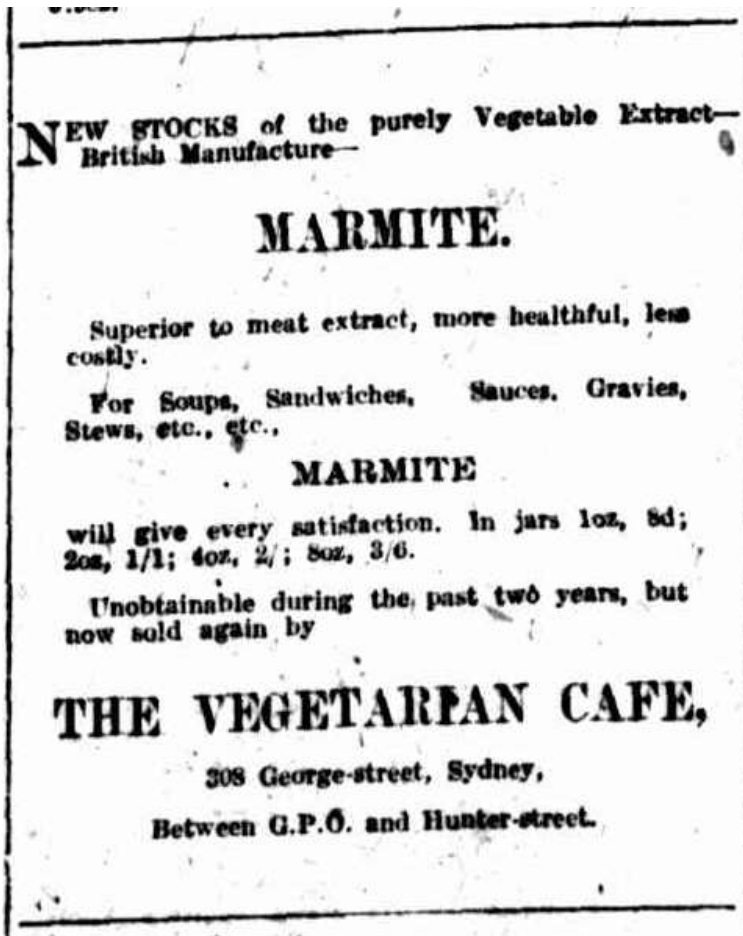 NEW STOCKS of the purely Vegetable Extract—
British Manufacture—
MARMITE.
Superior to meat extract, more healthful, less
costly.
For Soups, Sandwiches, Sauces, Gravies,
Stews, etc., etc.,
MARMITE
will give every satisfaction. In jars 1oz, 8d;
2oz, 1/1; 4oz, 2/; 8oz, 3/6.
Unobtainable during the past two years, but
now sold again by
THE VEGETARIAN CAFE,
308 George-street, Sydney,
Between G.P.O. and Hunter-street.